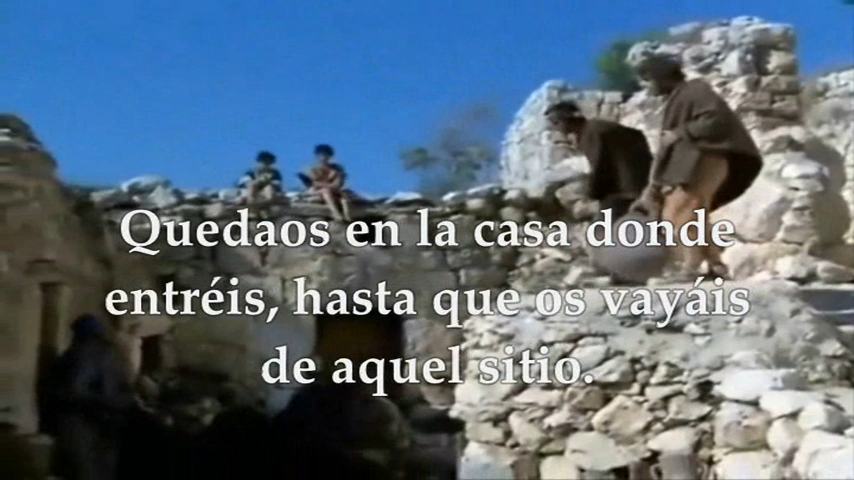 Quedaos en la casa donde
entréis, hasta que os vayáis
de aquel sitio.